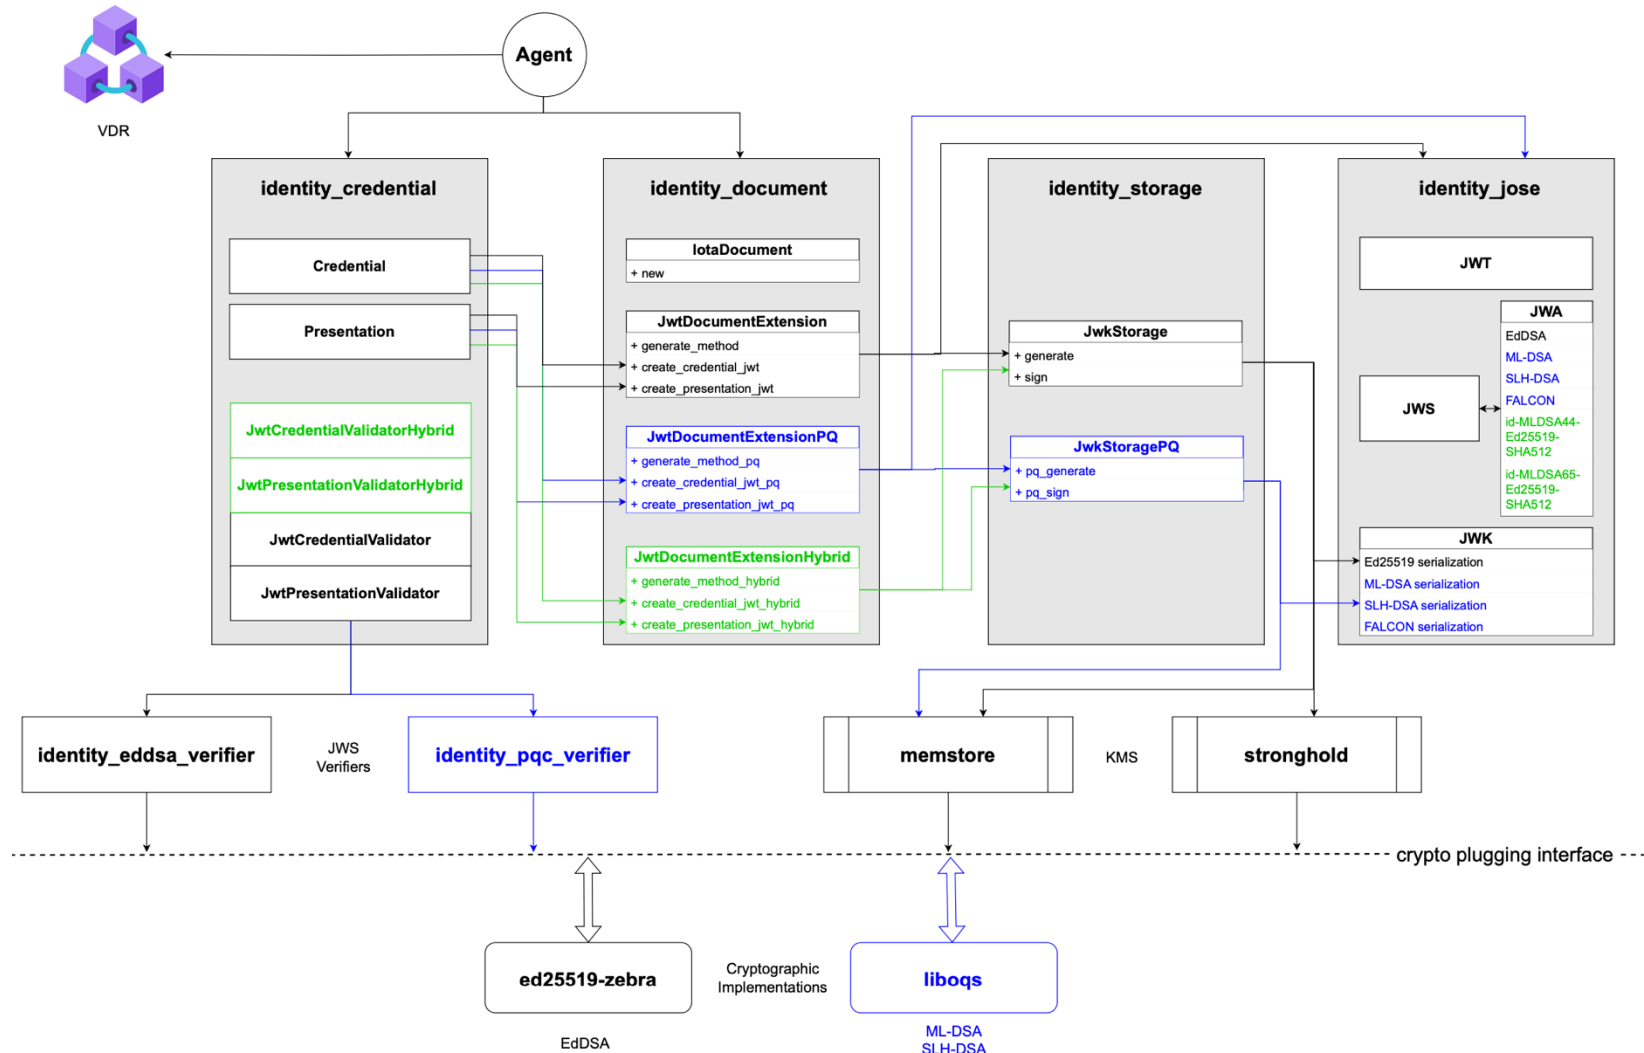 Agent
VDR
identity_credential
Credential
Presentation
JwtCredentialValidatorHybrid
JwtPresentationValidatorHybrid
JwtCredentialValidator
JwtPresentationValidator
identity_document
IotaDocument
+ new
JwtDocumentExtension
+ generate_method
+ create_credential_jwt
+ create_presentation_jwt
JwtDocumentExtensionPQ
+ generate_method_pq
+ create_credential_jwt_pq
+ create_presentation_jwt_pq
JwtDocumentExtensionHybrid
+ generate_method_hybrid
+ create_credential_jwt_hybrid
+ create_presentation_jwt_hybrid
identity_storage
JwkStorage
+ generate
+ sign
JwkStoragePQ
+ pq_generate
+ pq_sign
identity_jose
JWT
JWS
JWA
EdDSA
ML-DSA
SLH-DSA
FALCON
id-MLDSA44-
Ed25519-
SHA512
id-MLDSA65-
Ed25519-
SHA512
JWK
Ed25519 serialization
ML-DSA serialization
SLH-DSA serialization
FALCON serialization
identity_eddsa_verifier
JWS
Verifiers
identity_pqc_verifier
memstore
KMS
stronghold
crypto plugging interface
ed25519-zebra
Cryptographic
Implementations
liboqs
EdDSA
ML-DSA
SLH-DSA